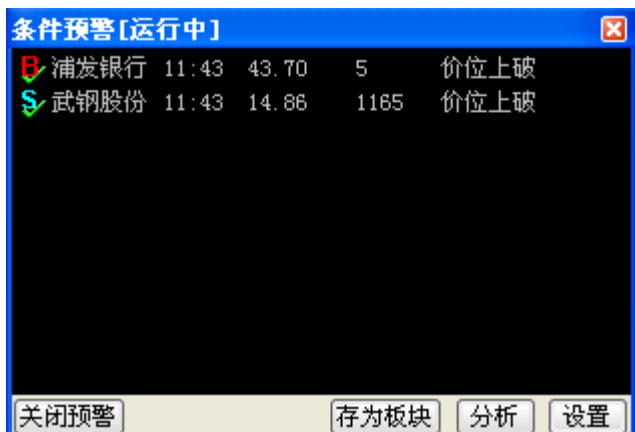 条件预警[运行中]
B 浦发银行 11:43 43.70 5 价位上破
S 武钢股份 11:43 14.86 1165 价位上破
关闭预警 存为板块 分析 设置